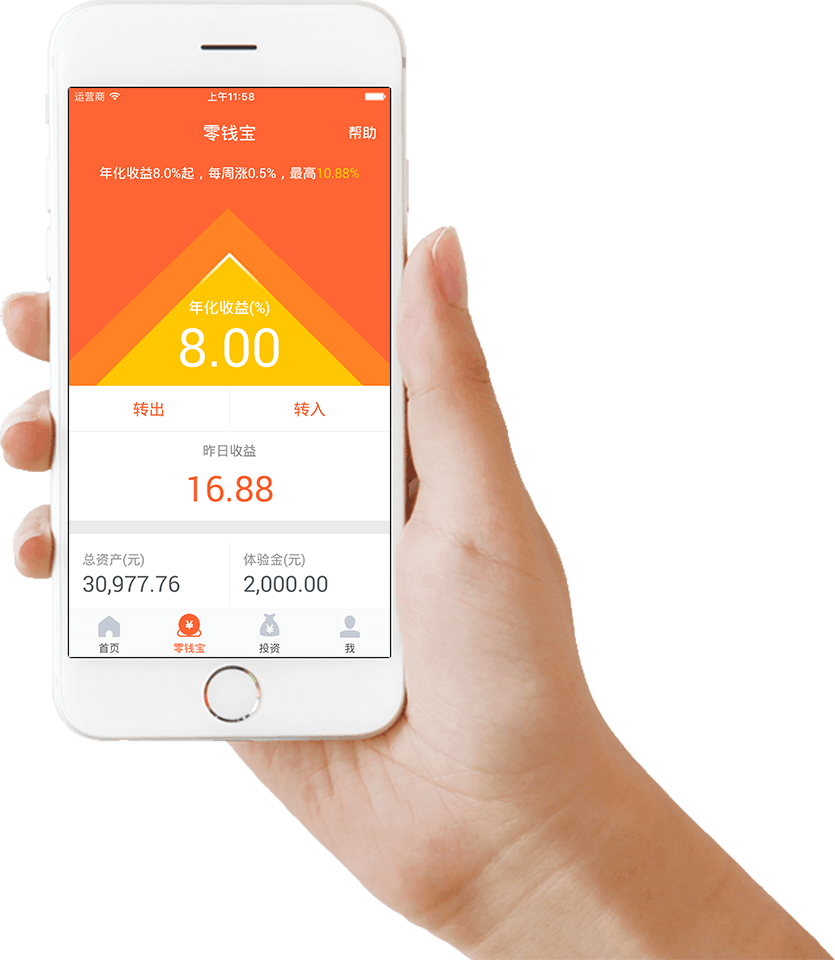 运营商 上午11:58
零钱宝 帮助
年化收益8.0%起，每周涨0.5%，最高10.88%
年化收益(%)
8.00
转出 转入
昨日收益
16.88
总资产(元) 体验金(元)
30,977.76 2,000.00
首页 零钱宝 投资 我